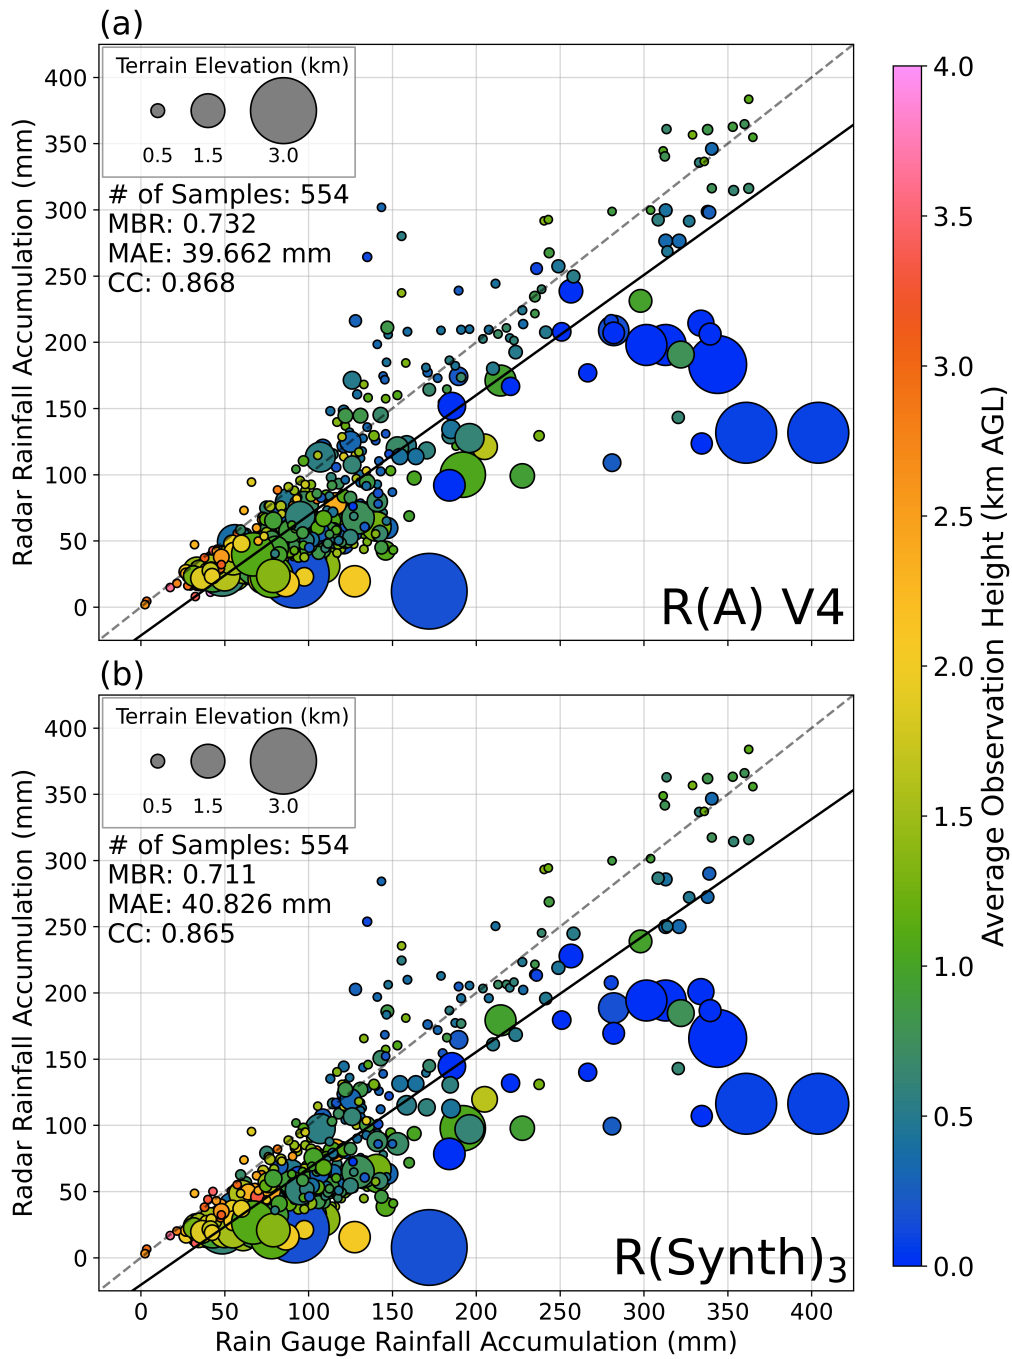 (a)
Terrain Elevation (km)
0.5 1.5 3.0
# of Samples: 554
MBR: 0.732
MAE: 39.662 mm
CC: 0.868
400
350
300
250
200
150
100
50
0
Radar Rainfall Accumulation (mm)
R(A) V4
(b)
Terrain Elevation (km)
0.5 1.5 3.0
# of Samples: 554
MBR: 0.711
MAE: 40.826 mm
CC: 0.865
400
350
300
250
200
150
100
50
0
Radar Rainfall Accumulation (mm)
R(Synth)₃
0 50 100 150 200 250 300 350 400
Rain Gauge Rainfall Accumulation (mm)
4.0
3.5
3.0
2.5
2.0
1.5
1.0
0.5
0.0
Average Observation Height (km AGL)